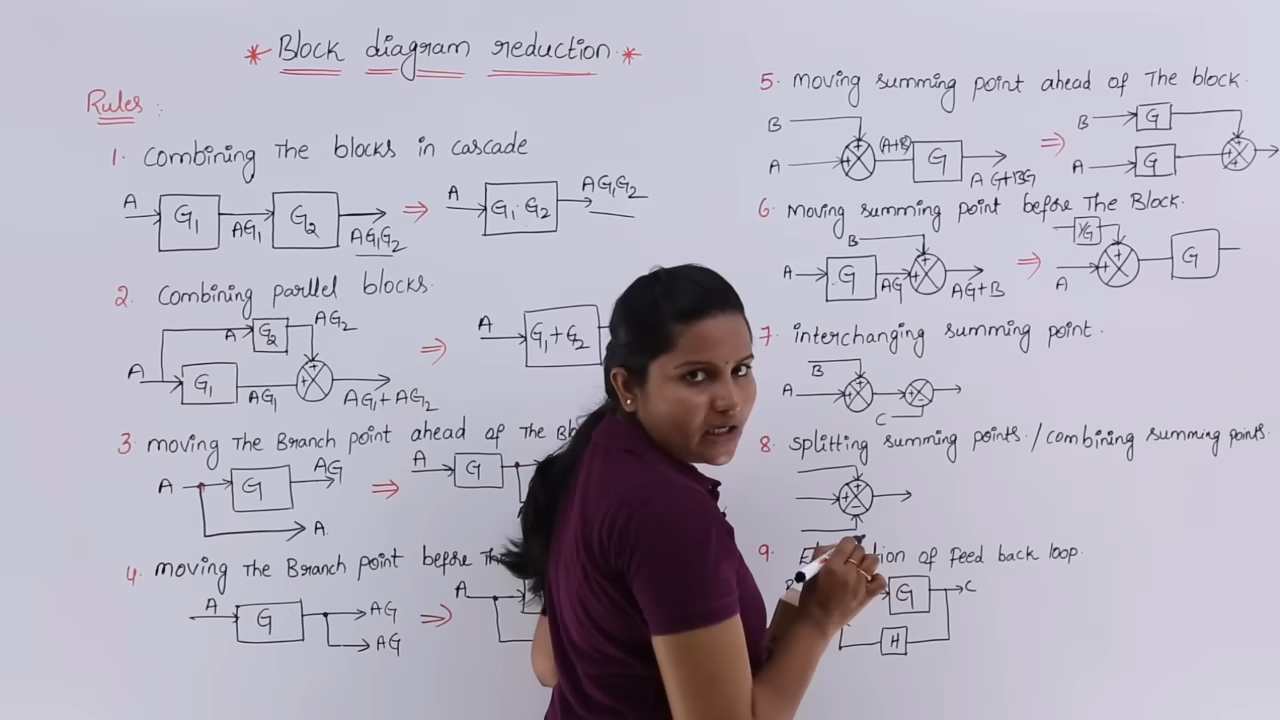 * Block diagram reduction *
Rules :
1. Combining The blocks in cascade
A G1 AG1 G2 AG1G2 ⇒ A G1·G2 AG1G2
2. Combining parllel blocks.
A A G2 AG2 G1 AG1 + + AG1+AG2 ⇒ A G1+G2
3 moving The Branch point ahead of The
A G AG A. ⇒ A G
4. moving The Branch point before The
A G AG AG ⇒ A
5. moving summing point ahead of The block.
B A + + (A+B) G AG+BG ⇒ B G A G + +
6. Moving summing point before The Block.
B A G AG + + AG+B ⇒ 1/G A + + G
7. interchanging summing point.
B A + + + − C
8. splitting summing points. / combining summing points.
+ + −
9. of feed back loop.
G C H